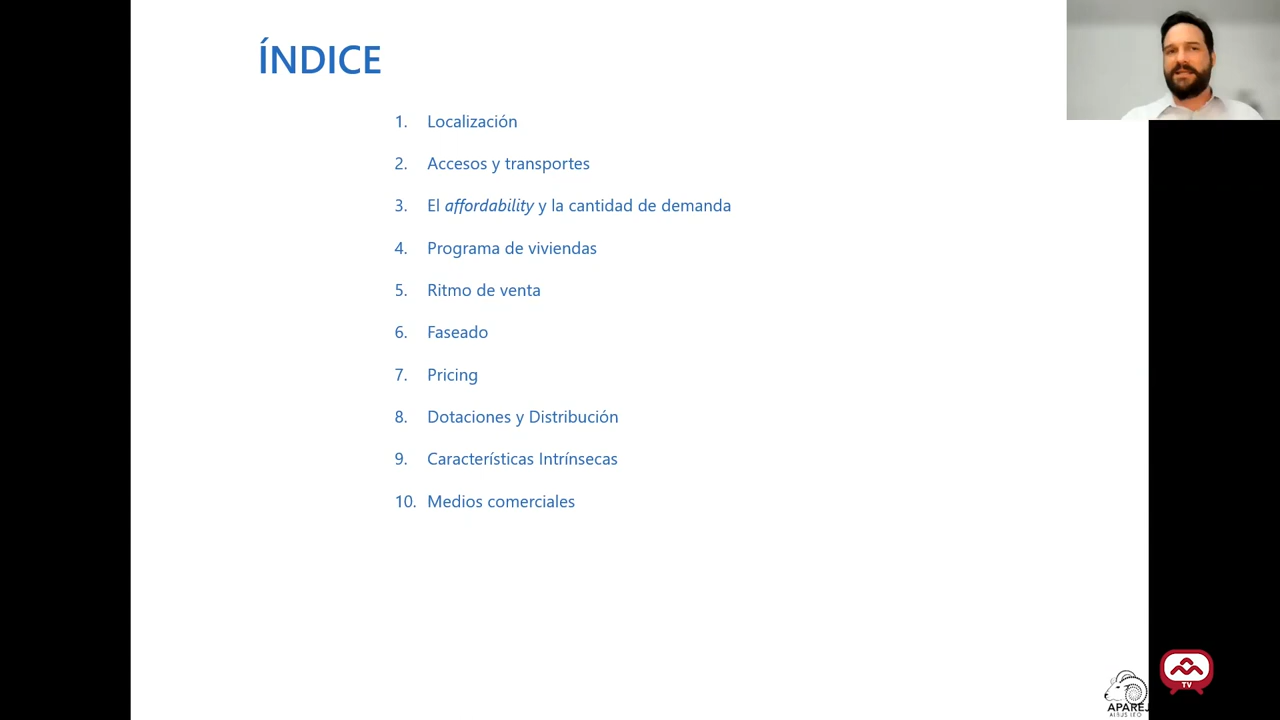 ÍNDICE
1. Localización
2. Accesos y transportes
3. El affordability y la cantidad de demanda
4. Programa de viviendas
5. Ritmo de venta
6. Faseado
7. Pricing
8. Dotaciones y Distribución
9. Características Intrínsecas
10. Medios comerciales
APAREJ
TV